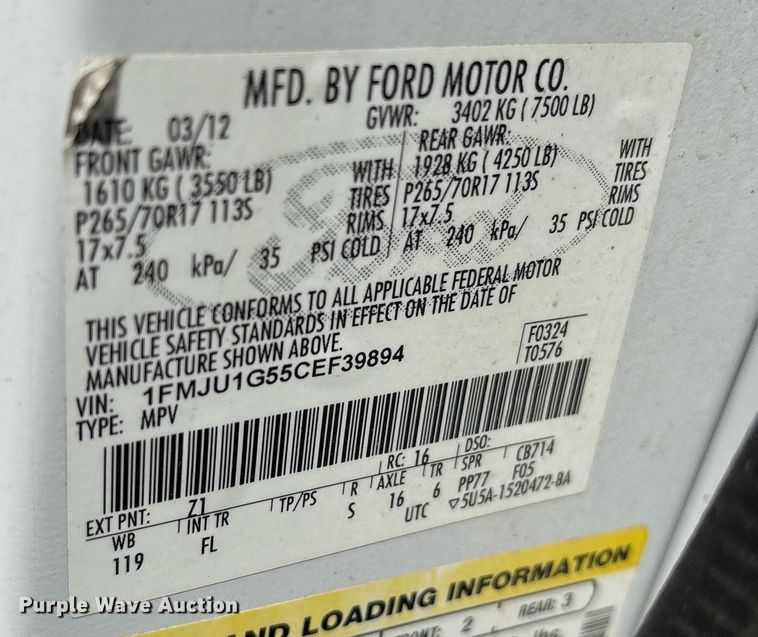 MFD. BY FORD MOTOR CO.
DATE: 03/12 GVWR: 3402 KG ( 7500 LB)
FRONT GAWR: REAR GAWR:
1610 KG ( 3550 LB) WITH 1928 KG ( 4250 LB) WITH
P265/70R17 113S TIRES P265/70R17 113S TIRES
17x7.5 RIMS 17x7.5 RIMS
AT 240 kPa/ 35 PSI COLD AT 240 kPa/ 35 PSI COLD
Ford
THIS VEHICLE CONFORMS TO ALL APPLICABLE FEDERAL MOTOR
VEHICLE SAFETY STANDARDS IN EFFECT ON THE DATE OF
MANUFACTURE SHOWN ABOVE.
F0324
T0576
VIN: 1FMJU1G55CEF39894
TYPE: MPV
EXT PNT: Z1 RC: 16 DSO:
WB INT TR TP/PS R AXLE TR SPR CB714
119 FL S 16 6 PP77 F05
UTC ▽5U5A-1520472-BA
AND LOADING INFORMATION
FRONT: 2 REAR: 3
lbs.
Purple Wave Auction